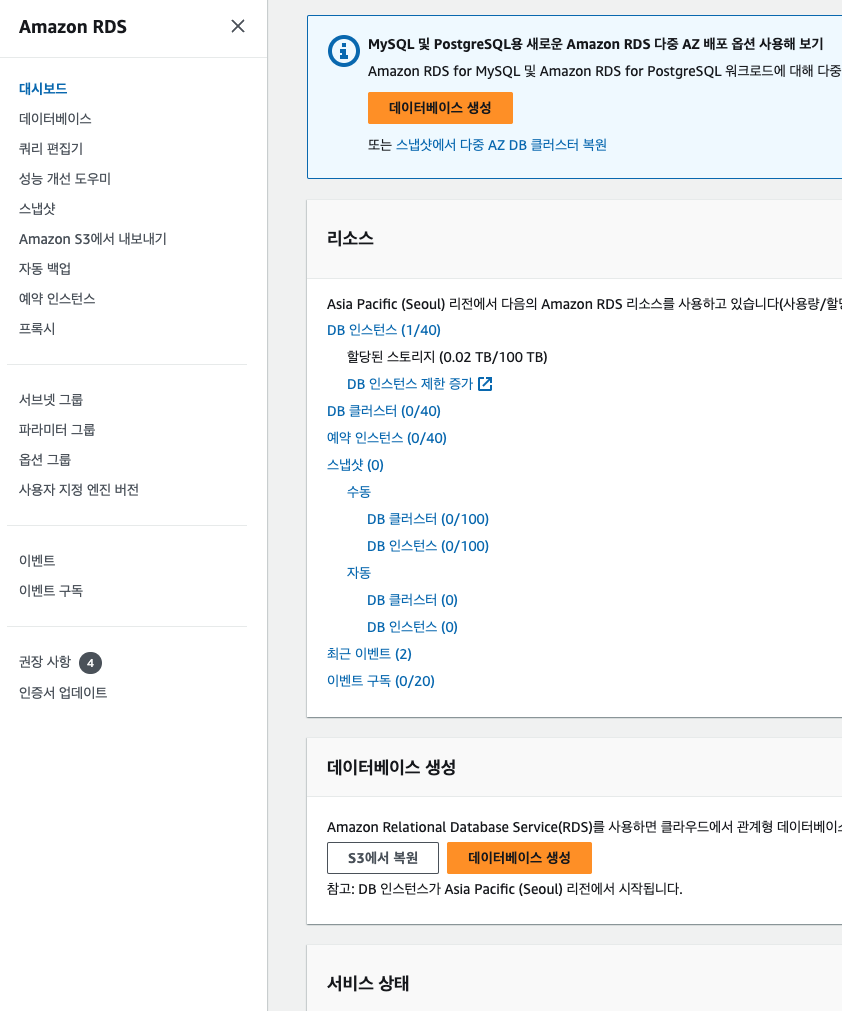 Amazon RDS
대시보드
데이터베이스
쿼리 편집기
성능 개선 도우미
스냅샷
Amazon S3에서 내보내기
자동 백업
예약 인스턴스
프록시
서브넷 그룹
파라미터 그룹
옵션 그룹
사용자 지정 엔진 버전
이벤트
이벤트 구독
권장 사항 4
인증서 업데이트
MySQL 및 PostgreSQL용 새로운 Amazon RDS 다중 AZ 배포 옵션 사용해 보기
Amazon RDS for MySQL 및 Amazon RDS for PostgreSQL 워크로드에 대해 다중
데이터베이스 생성
또는 스냅샷에서 다중 AZ DB 클러스터 복원
리소스
Asia Pacific (Seoul) 리전에서 다음의 Amazon RDS 리소스를 사용하고 있습니다(사용량/할당
DB 인스턴스 (1/40)
할당된 스토리지 (0.02 TB/100 TB)
DB 인스턴스 제한 증가
DB 클러스터 (0/40)
예약 인스턴스 (0/40)
스냅샷 (0)
수동
DB 클러스터 (0/100)
DB 인스턴스 (0/100)
자동
DB 클러스터 (0)
DB 인스턴스 (0)
최근 이벤트 (2)
이벤트 구독 (0/20)
데이터베이스 생성
Amazon Relational Database Service(RDS)를 사용하면 클라우드에서 관계형 데이터베이스
S3에서 복원
데이터베이스 생성
참고: DB 인스턴스가 Asia Pacific (Seoul) 리전에서 시작됩니다.
서비스 상태